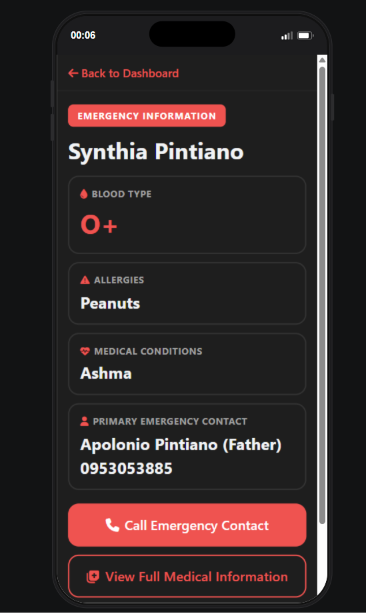 00:06
Back to Dashboard
EMERGENCY INFORMATION
Synthia Pintiano
BLOOD TYPE
O+
ALLERGIES
Peanuts
MEDICAL CONDITIONS
Ashma
PRIMARY EMERGENCY CONTACT
Apolonio Pintiano (Father)
0953053885
Call Emergency Contact
View Full Medical Information